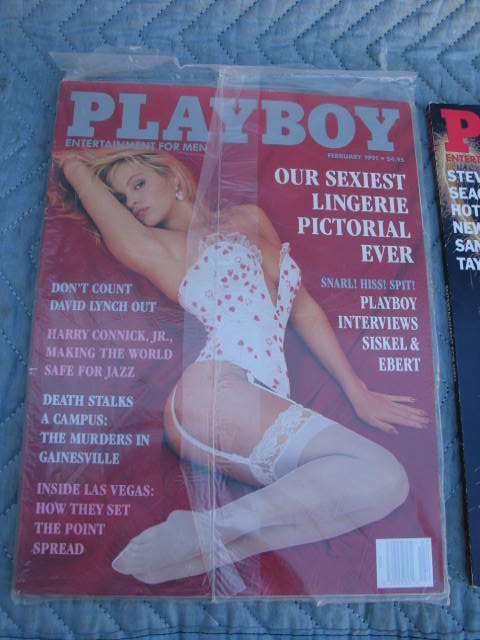 PLAYBOY
ENTERTAINMENT FOR MEN
FEBRUARY 1991 • $4.95
OUR SEXIEST
LINGERIE
PICTORIAL
EVER
SNARL! HISS! SPIT!
PLAYBOY
INTERVIEWS
SISKEL &
EBERT
DON'T COUNT
DAVID LYNCH OUT
HARRY CONNICK, JR.,
MAKING THE WORLD
SAFE FOR JAZZ
DEATH STALKS
A CAMPUS:
THE MURDERS IN
GAINESVILLE
INSIDE LAS VEGAS:
HOW THEY SET
THE POINT
SPREAD